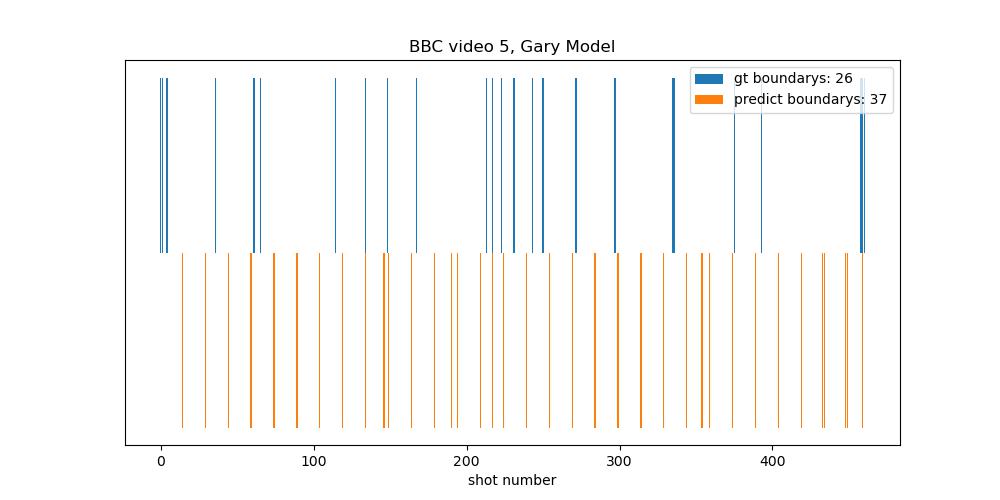 BBC video 5, Gary Model
gt boundarys: 26
predict boundarys: 37
0 100 200 300 400
shot number